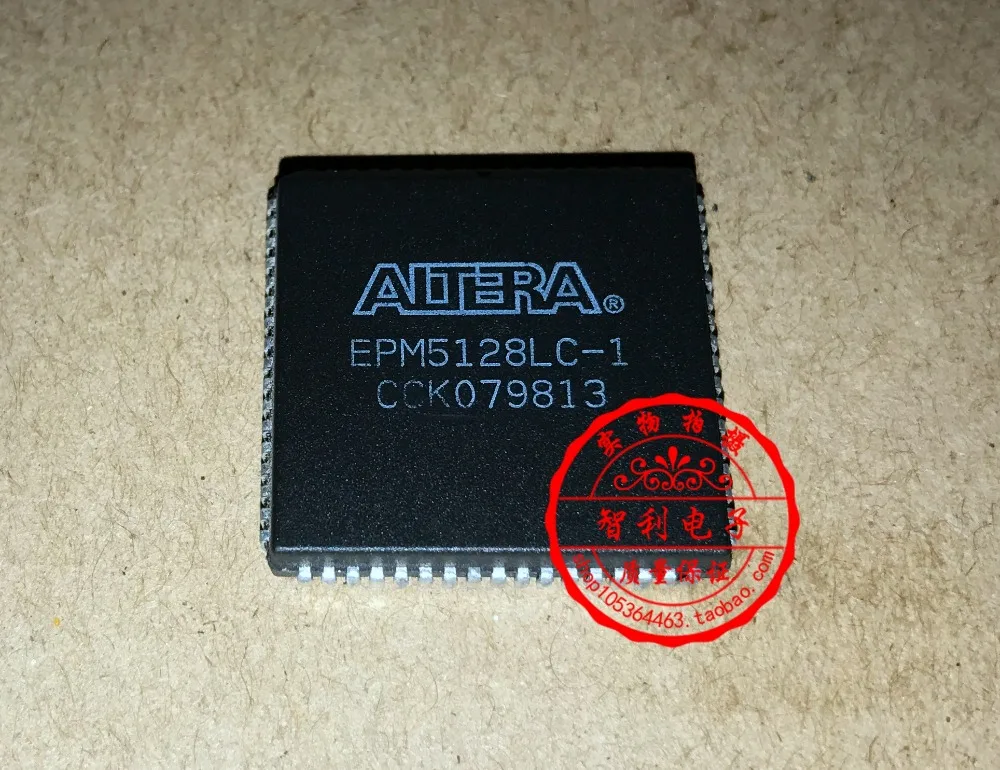 ALTERA®
EPM5128LC-1
CCK079813
实物拍摄
智利电子
质量保证
shop105364463.taobao.com